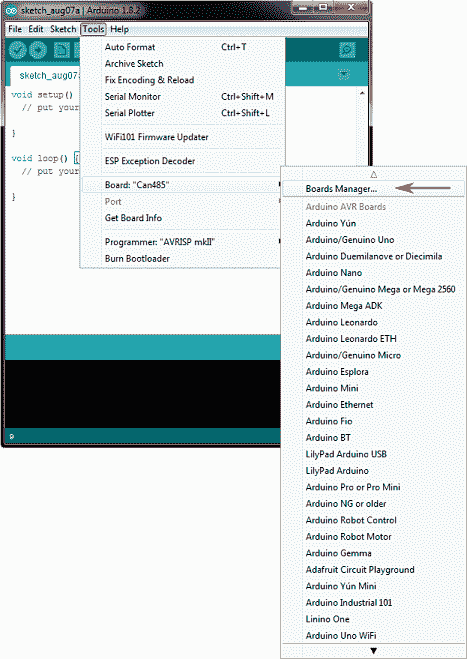 sketch_aug07a | Arduino 1.8.2
File Edit Sketch Tools Help
sketch_aug07a
void setup()
// put your
}
void loop() {
// put your
}
Auto Format Ctrl+T
Archive Sketch
Fix Encoding & Reload
Serial Monitor Ctrl+Shift+M
Serial Plotter Ctrl+Shift+L
WiFi101 Firmware Updater
ESP Exception Decoder
Board: "Can485"
Port
Get Board Info
Programmer: "AVRISP mkII"
Burn Bootloader
9
Boards Manager...
Arduino AVR Boards
Arduino Yún
Arduino/Genuino Uno
Arduino Duemilanove or Diecimila
Arduino Nano
Arduino/Genuino Mega or Mega 2560
Arduino Mega ADK
Arduino Leonardo
Arduino Leonardo ETH
Arduino/Genuino Micro
Arduino Esplora
Arduino Mini
Arduino Ethernet
Arduino Fio
Arduino BT
LilyPad Arduino USB
LilyPad Arduino
Arduino Pro or Pro Mini
Arduino NG or older
Arduino Robot Control
Arduino Robot Motor
Arduino Gemma
Adafruit Circuit Playground
Arduino Yún Mini
Arduino Industrial 101
Linino One
Arduino Uno WiFi